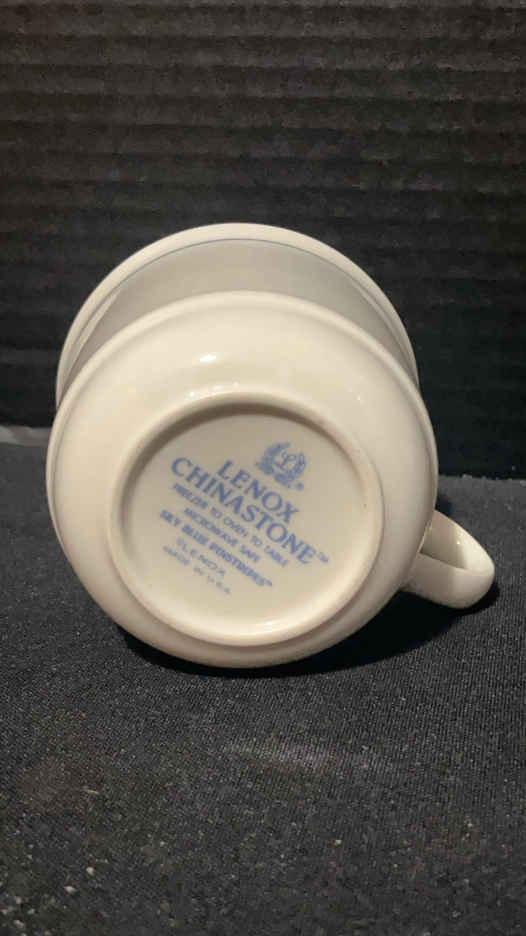 L
®
LENOX
CHINASTONE™
FREEZER TO OVEN TO TABLE
MICROWAVE SAFE
SKY BLUE PINSTRIPES™
©LENOX
MADE IN U.S.A.